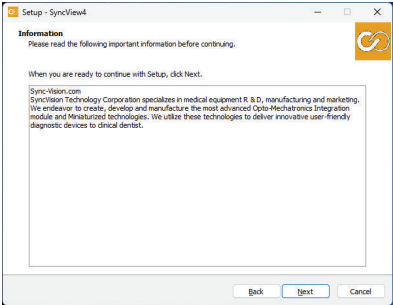 Setup - SyncView4
Information
Please read the following important information before continuing.
When you are ready to continue with Setup, click Next.
Sync-Vision.com
SyncVision Technology Corporation specializes in medical equipment R & D, manufacturing and marketing.
We endeavor to create, develop and manufacture the most advanced Opto-Mechatronics Integration
module and Miniaturized technologies. We utilize these technologies to deliver innovative user-friendly
diagnostic devices to clinical dentist.
Back Next Cancel